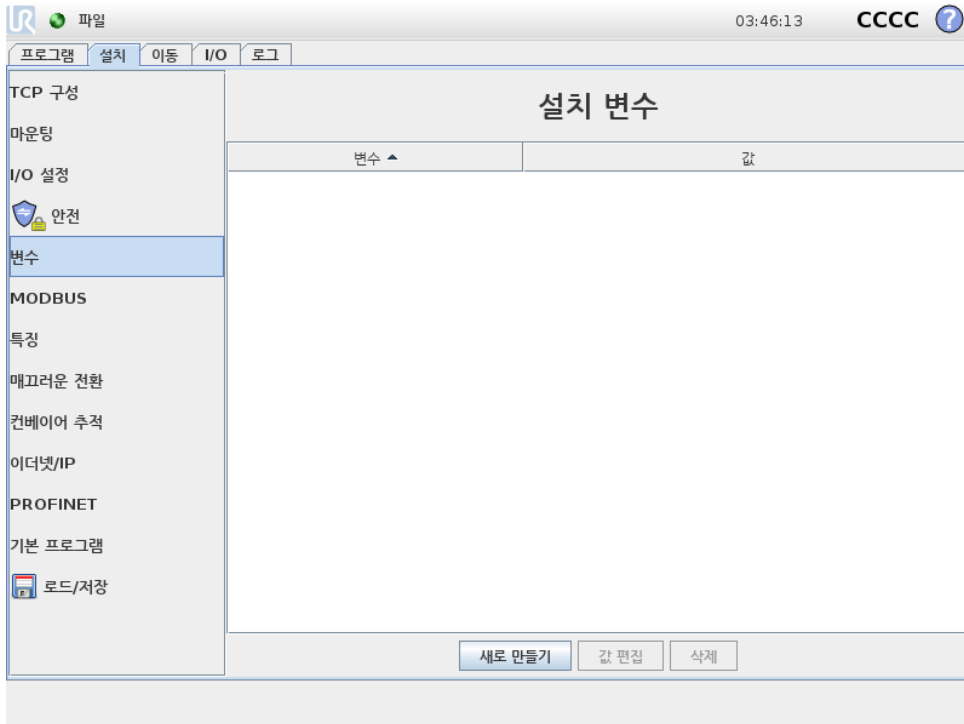 UR 파일 03:46:13 CCCC ?
프로그램 설치 이동 I/O 로그
TCP 구성
마운팅
I/O 설정
안전
변수
MODBUS
특징
매끄러운 전환
컨베이어 추적
이더넷/IP
PROFINET
기본 프로그램
로드/저장
설치 변수
변수 값
새로 만들기 값 편집 삭제